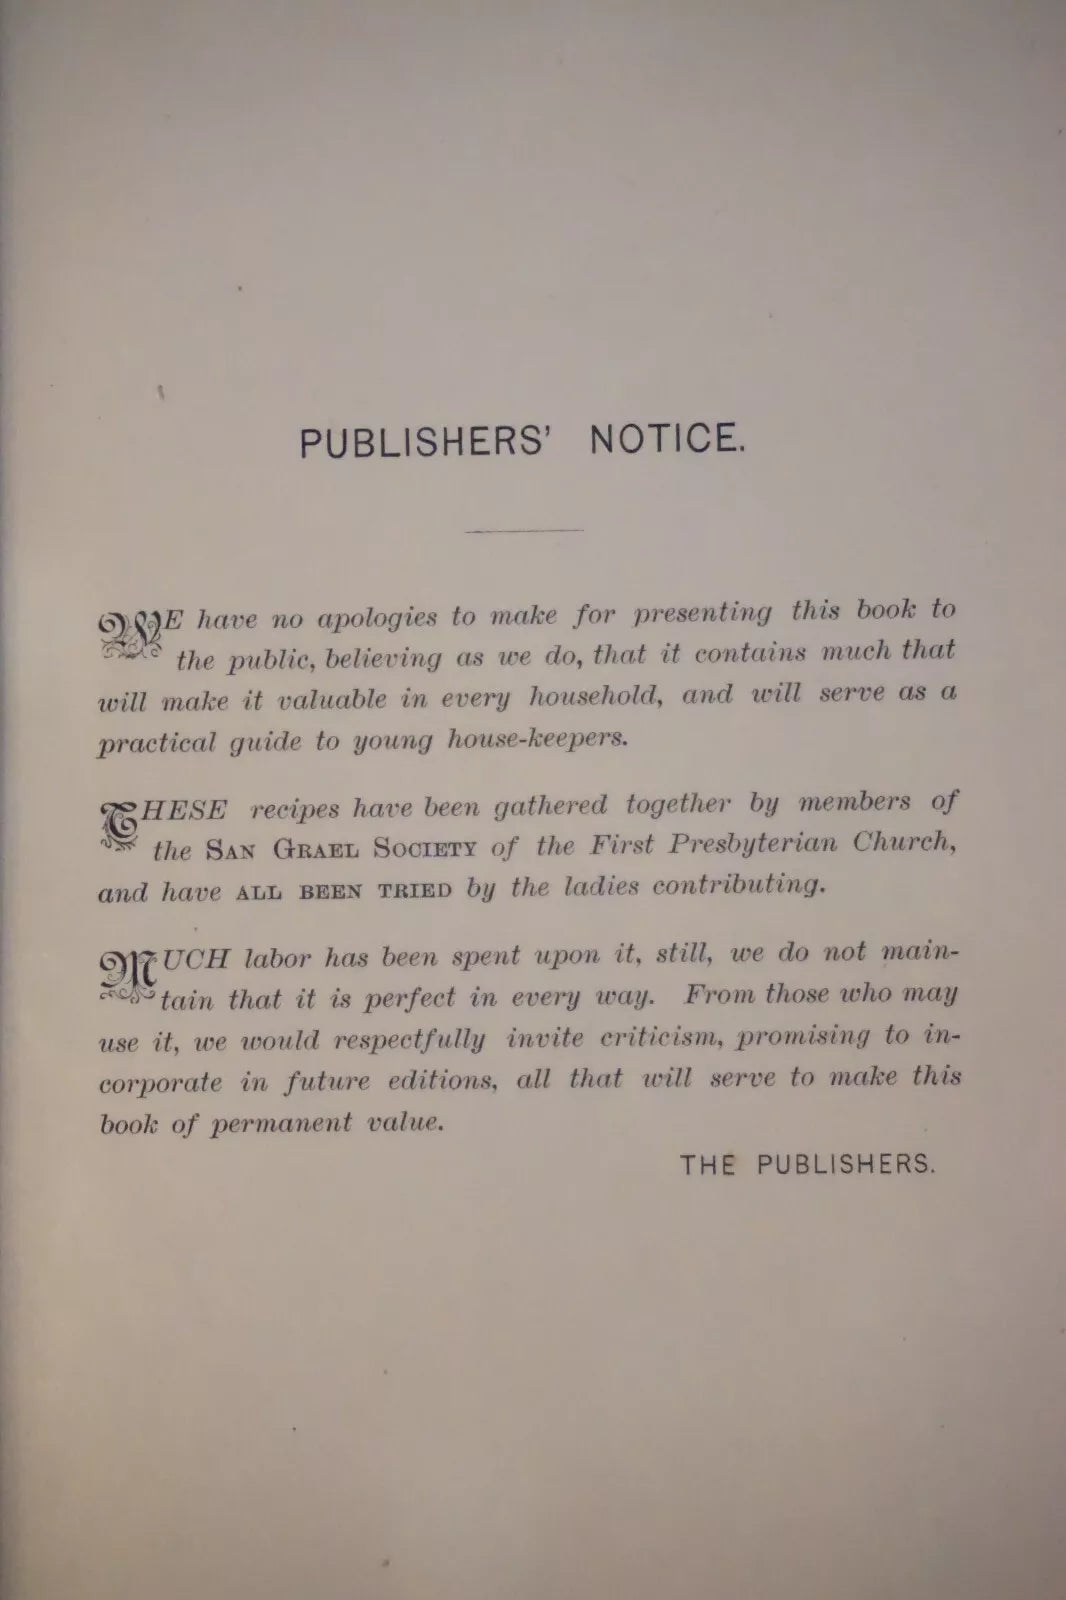 PUBLISHERS' NOTICE.
WE have no apologies to make for presenting this book to
the public, believing as we do, that it contains much that
will make it valuable in every household, and will serve as a
practical guide to young house-keepers.
THESE recipes have been gathered together by members of
the SAN GRAEL SOCIETY of the First Presbyterian Church,
and have ALL BEEN TRIED by the ladies contributing.
MUCH labor has been spent upon it, still, we do not main-
tain that it is perfect in every way. From those who may
use it, we would respectfully invite criticism, promising to in-
corporate in future editions, all that will serve to make this
book of permanent value.
THE PUBLISHERS.